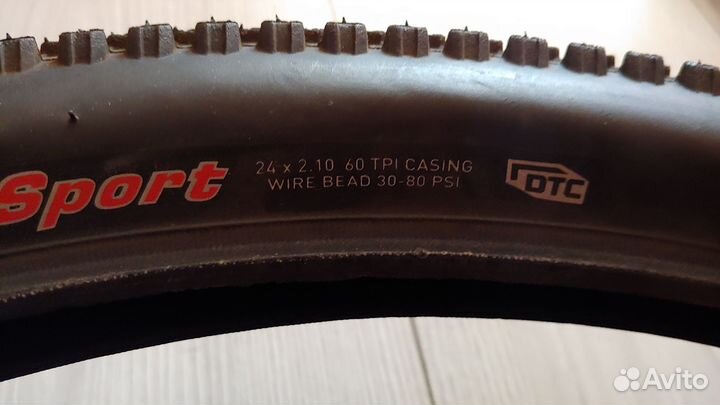 Sport
24 x 2.10 60 TPI CASING
WIRE BEAD 30-80 PSI
DTC
Avito